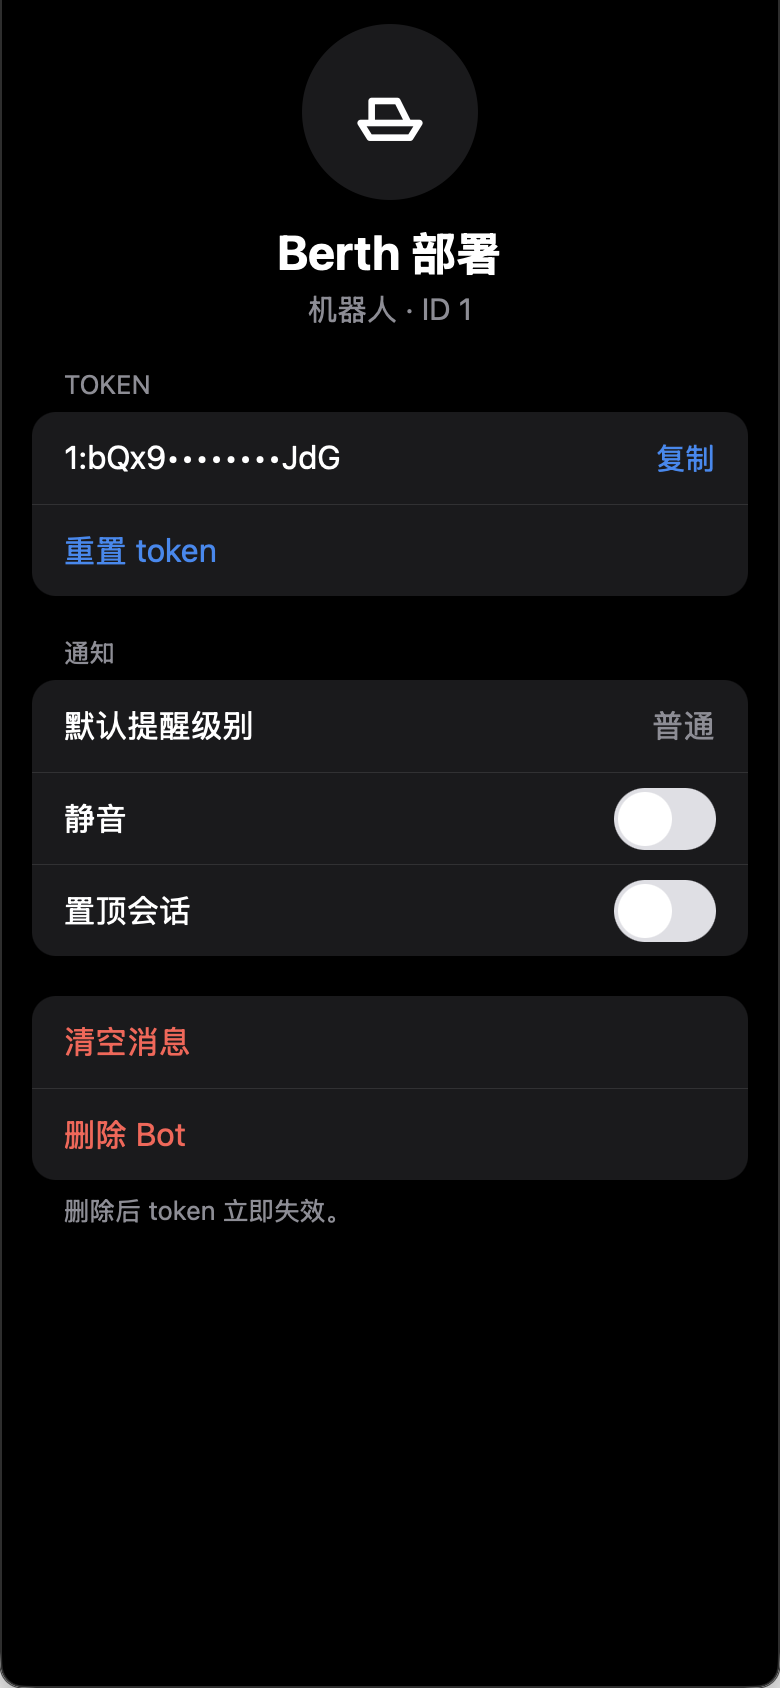 Berth 部署
机器人 · ID 1
TOKEN
1:bQx9••••••••JdG 复制
重置 token
通知
默认提醒级别 普通
静音
置顶会话
清空消息
删除 Bot
删除后 token 立即失效。